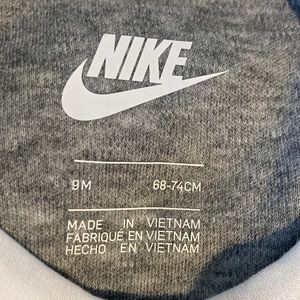 NIKE
9M 68-74CM
MADE IN VIETNAM
FABRIQUÉ EN VIETNAM
HECHO EN VIETNAM